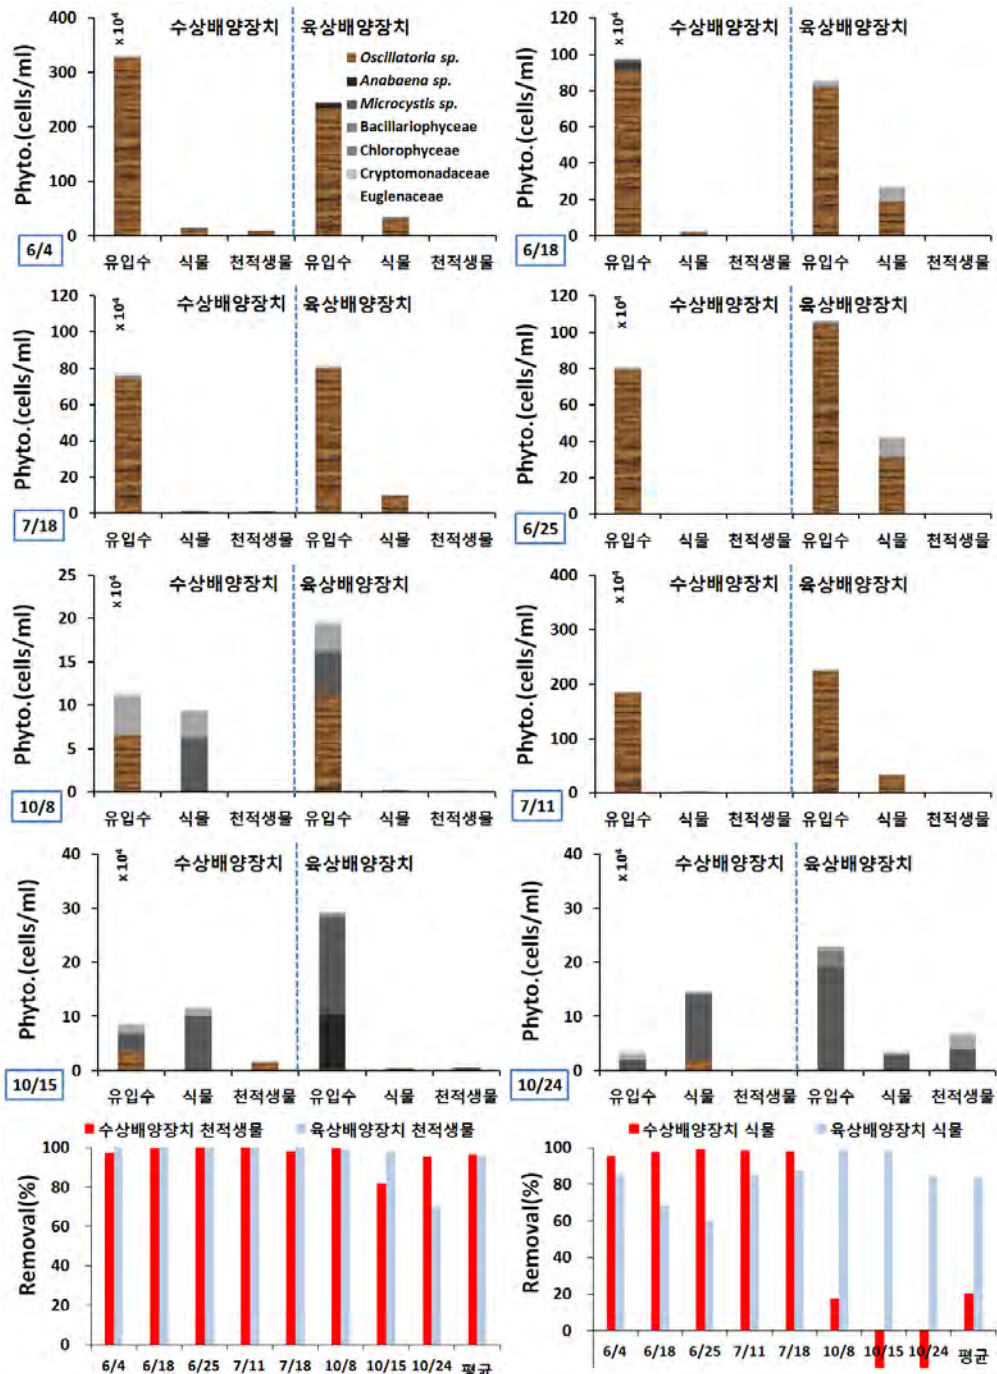 400
300
200
100
0
Phyto.(cells/ml)
x 10⁴
수상배양장치
육상배양장치
Oscillatoria sp.
Anabaena sp.
Microcystis sp.
Bacillariophyceae
Chlorophyceae
Cryptomonadaceae
Euglenaceae
6/4
유입수 식물 천적생물 유입수 식물 천적생물
120
100
80
60
40
20
0
Phyto.(cells/ml)
x 10⁴
수상배양장치
육상배양장치
6/18
유입수 식물 천적생물 유입수 식물 천적생물
120
100
80
60
40
20
0
Phyto.(cells/ml)
x 10⁴
수상배양장치
육상배양장치
7/18
유입수 식물 천적생물 유입수 식물 천적생물
120
100
80
60
40
20
0
Phyto.(cells/ml)
x 10⁴
수상배양장치
육상배양장치
6/25
유입수 식물 천적생물 유입수 식물 천적생물
25
20
15
10
5
0
Phyto.(cells/ml)
x 10⁴
수상배양장치
육상배양장치
10/8
유입수 식물 천적생물 유입수 식물 천적생물
400
300
200
100
0
Phyto.(cells/ml)
x 10⁴
수상배양장치
육상배양장치
7/11
유입수 식물 천적생물 유입수 식물 천적생물
40
30
20
10
0
Phyto.(cells/ml)
x 10⁴
수상배양장치
육상배양장치
10/15
유입수 식물 천적생물 유입수 식물 천적생물
40
30
20
10
0
Phyto.(cells/ml)
x 10⁴
수상배양장치
육상배양장치
10/24
유입수 식물 천적생물 유입수 식물 천적생물
수상배양장치 천적생물 육상배양장치 천적생물
100
80
60
40
20
0
Removal(%)
6/4 6/18 6/25 7/11 7/18 10/8 10/15 10/24 평균
수상배양장치 식물 육상배양장치 식물
100
80
60
40
20
0
Removal(%)
6/4 6/18 6/25 7/11 7/18 10/8 10/15 10/24 평균